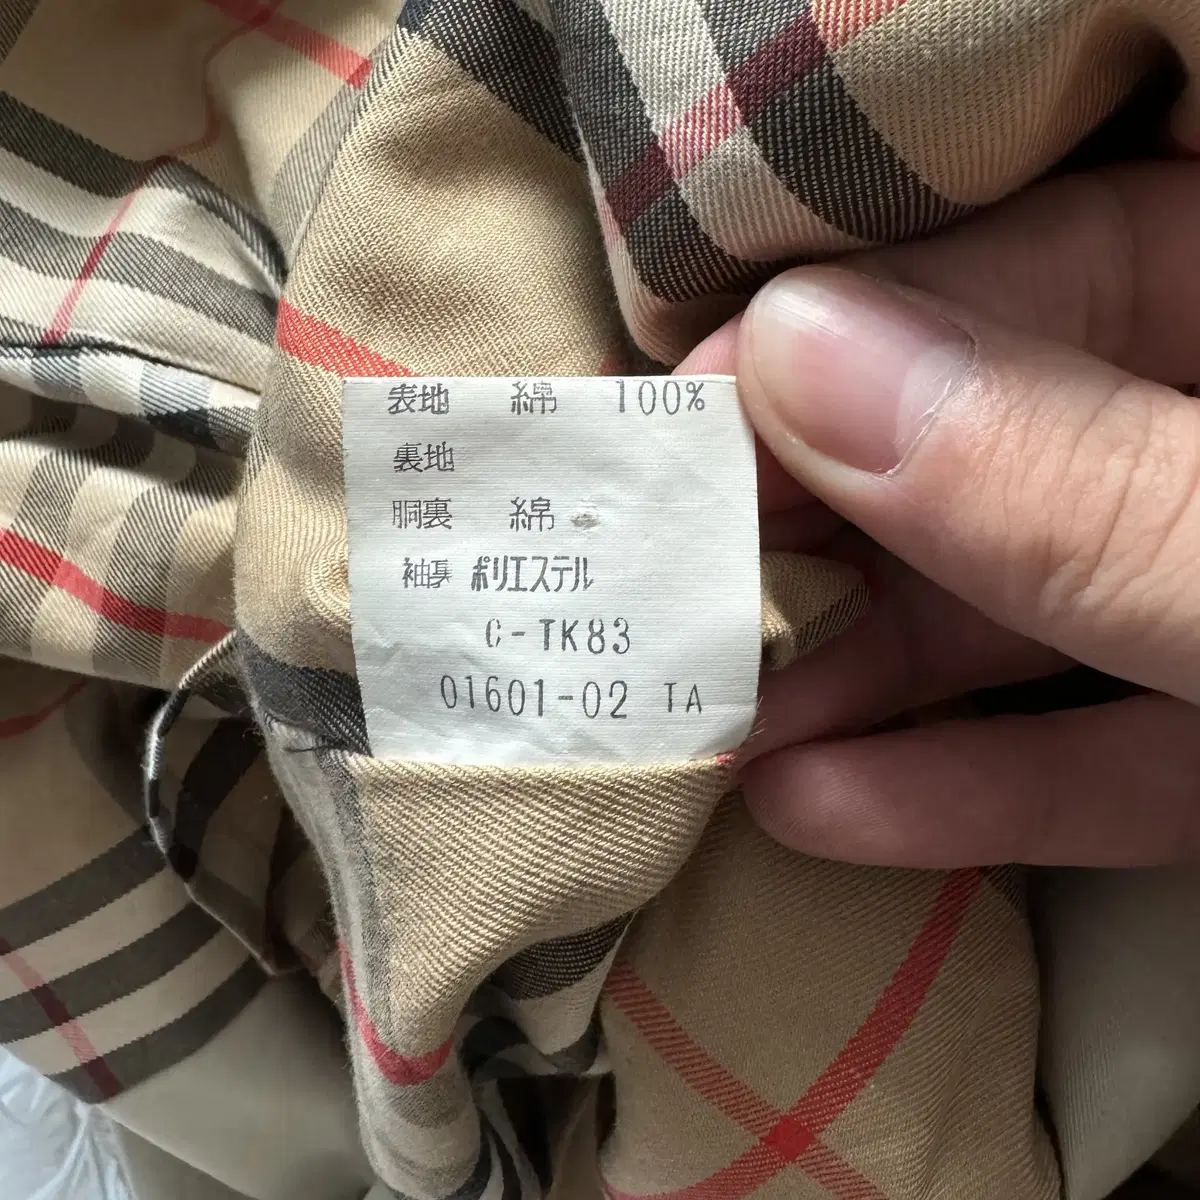 表地 綿 100%
裏地
胴裏 綿
袖裏 ポリエステル
C-TK83
01601-02 TA